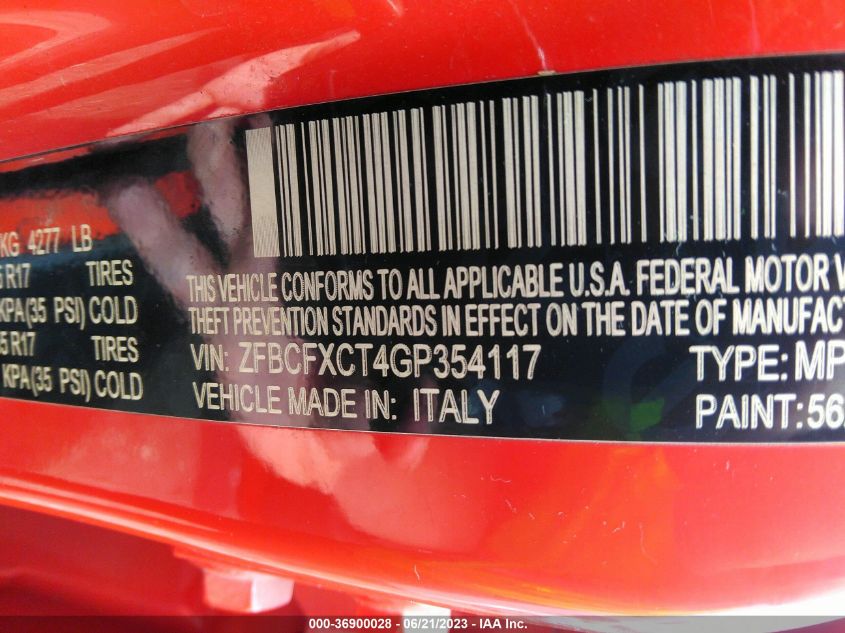 KG 4277 LB
R17 TIRES
KPA(35 PSI) COLD
5 R17 TIRES
KPA(35 PSI) COLD
THIS VEHICLE CONFORMS TO ALL APPLICABLE U.S.A. FEDERAL MOTOR V
THEFT PREVENTION STANDARDS IN EFFECT ON THE DATE OF MANUFACT
VIN: ZFBCFXCT4GP354117 TYPE: MP
VEHICLE MADE IN: ITALY PAINT:56
000-36900028 - 06/21/2023 - IAA Inc.